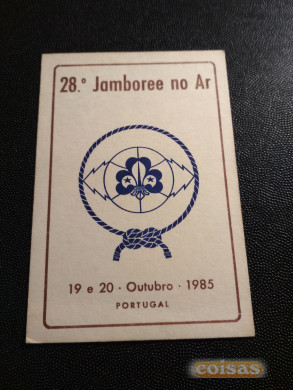 28.º Jamboree no Ar
19 e 20 · Outubro · 1985
PORTUGAL
coisas